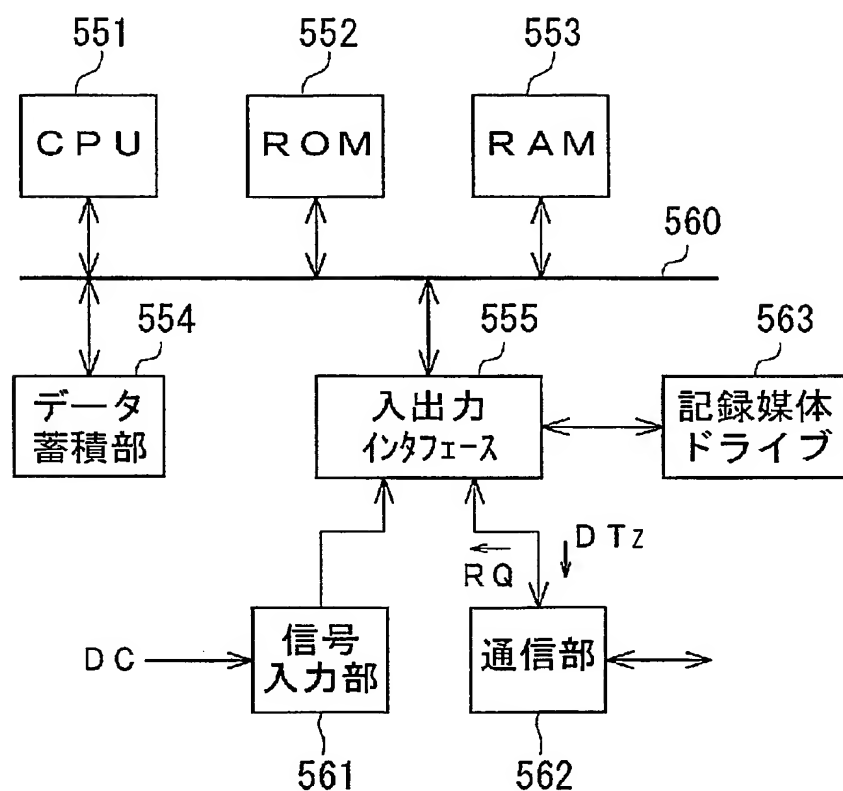 551
552
553
CPU
ROM
RAM
560
554
555
563
データ
蓄積部
入出力
インタフェース
記録媒体
ドライブ
DTz
RQ
DC
信号
入力部
通信部
561
562